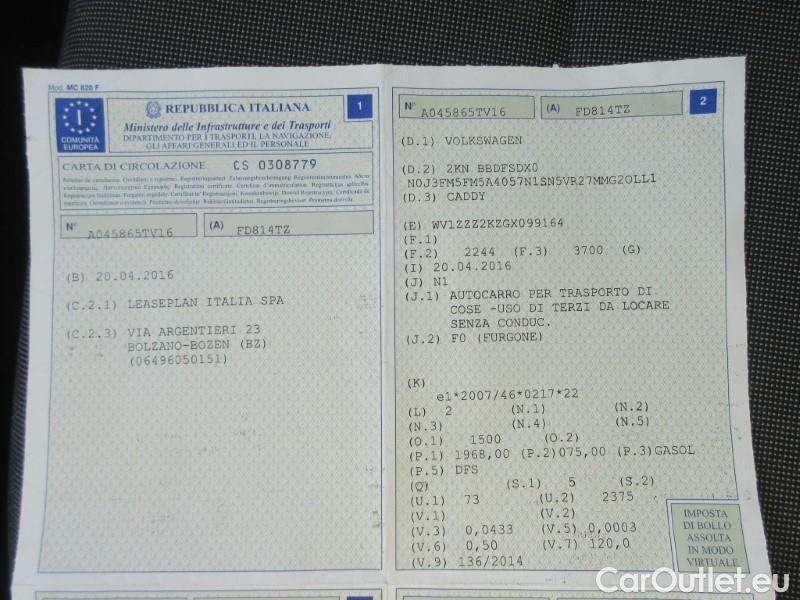 Mod. MC 820 F
I
COMUNITÀ
EUROPEA
REPUBBLICA ITALIANA
1
Ministero delle Infrastrutture e dei Trasporti
DIPARTIMENTO PER I TRASPORTI, LA NAVIGAZIONE,
GLI AFFARI GENERALI ED IL PERSONALE
CARTA DI CIRCOLAZIONE CS 0308779
N° A045865TV16 (A) FD814TZ
(B) 20.04.2016
(C.2.1) LEASEPLAN ITALIA SPA
(C.2.3) VIA ARGENTIERI 23
BOLZANO-BOZEN (BZ)
(06496050151)
N° A045865TV16 (A) FD814TZ 2
(D.1) VOLKSWAGEN
(D.2) 2KN BBDFSDX0
N0J3FM5FM5A4057N1SN5VR27MMG2OLL1
(D.3) CADDY
(E) WV1ZZZ2KZGX099164
(F.1)
(F.2) 2244 (F.3) 3700 (G)
(I) 20.04.2016
(J) N1
(J.1) AUTOCARRO PER TRASPORTO DI
COSE -USO DI TERZI DA LOCARE
SENZA CONDUC.
(J.2) F0 (FURGONE)
(K)
e1*2007/46*0217*22
(L) 2 (N.1) (N.2)
(N.3) (N.4) (N.5)
(O.1) 1500 (O.2)
(P.1) 1968,00 (P.2)075,00 (P.3)GASOL
(P.5) DFS
(Q) (S.1) 5 (S.2)
(U.1) 73 (U.2) 2375
(V.1) (V.2)
(V.3) 0,0433 (V.5) 0,0003
(V.6) 0,50 (V.7) 120,0
(V.9) 136/2014
IMPOSTA
DI BOLLO
ASSOLTA
IN MODO
VIRTUALE
CarOutlet.eu